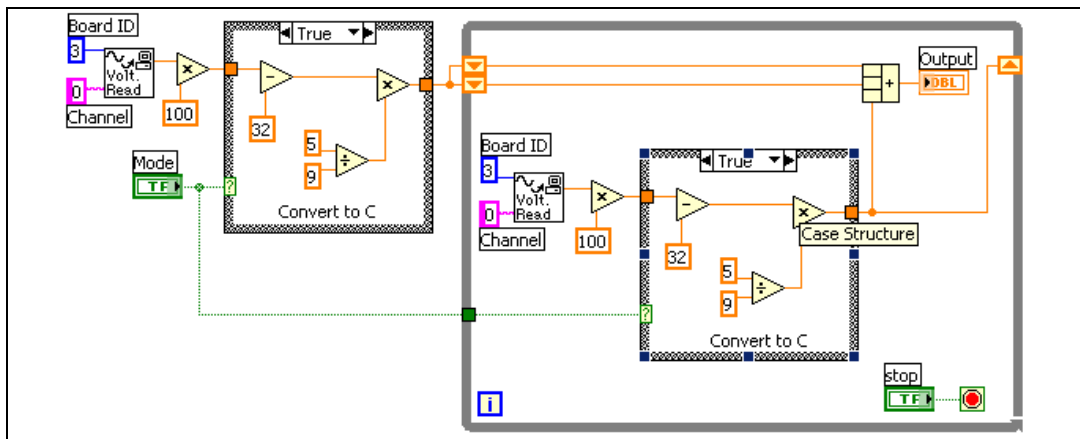 Board ID
3
Volt.
Read
0
Channel
×
100
True
−
32
×
5
9
÷
Convert to C
Mode
TF
?
Output
DBL
+
Board ID
3
Volt.
Read
0
Channel
×
100
True
−
32
×
Case Structure
5
9
÷
?
Convert to C
stop
TF
i